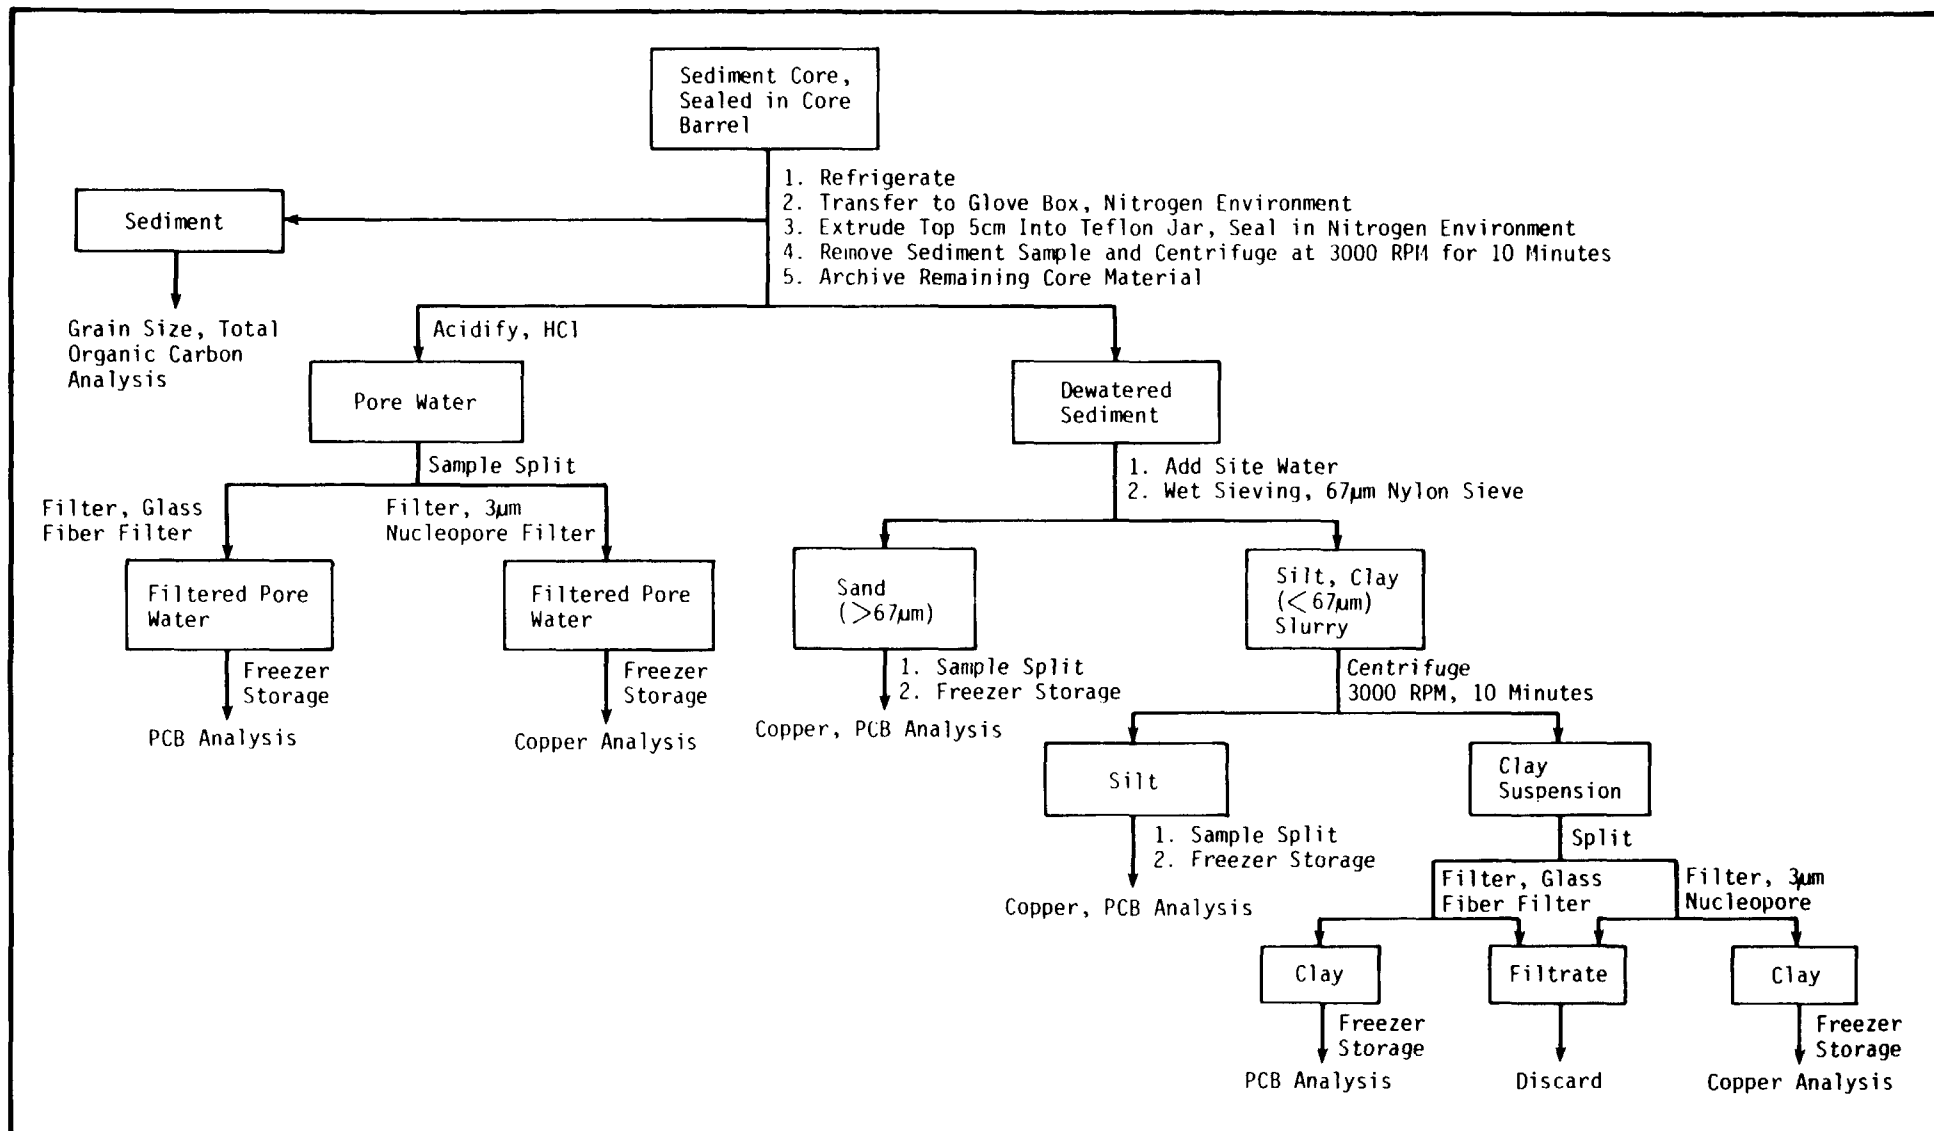 Sediment Core,
Sealed in Core
Barrel
1. Refrigerate
2. Transfer to Glove Box, Nitrogen Environment
3. Extrude Top 5cm Into Teflon Jar, Seal in Nitrogen Environment
4. Remove Sediment Sample and Centrifuge at 3000 RPM for 10 Minutes
5. Archive Remaining Core Material
Sediment
Grain Size, Total
Organic Carbon
Analysis
Acidify, HCl
Pore Water
Sample Split
Filter, Glass
Fiber Filter
Filter, 3µm
Nucleopore Filter
Filtered Pore
Water
Filtered Pore
Water
Freezer
Storage
Freezer
Storage
PCB Analysis
Copper Analysis
Dewatered
Sediment
1. Add Site Water
2. Wet Sieving, 67µm Nylon Sieve
Sand
(>67µm)
Silt, Clay
(<67µm)
Slurry
1. Sample Split
2. Freezer Storage
Copper, PCB Analysis
Centrifuge
3000 RPM, 10 Minutes
Silt
Clay
Suspension
1. Sample Split
2. Freezer Storage
Copper, PCB Analysis
Split
Filter, Glass
Fiber Filter
Filter, 3µm
Nucleopore
Clay
Filtrate
Clay
Freezer
Storage
Freezer
Storage
PCB Analysis
Discard
Copper Analysis